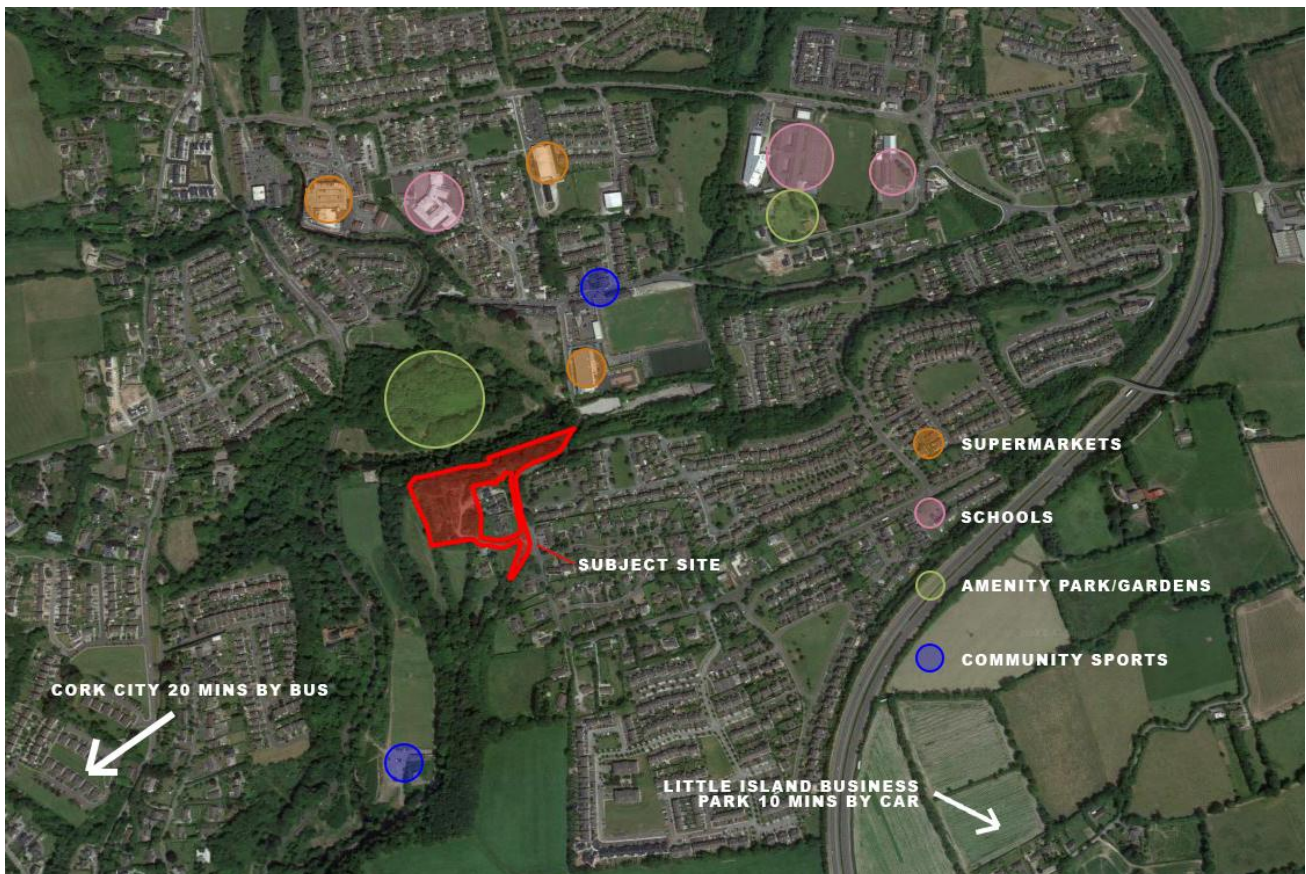 SUPERMARKETS
SCHOOLS
SUBJECT SITE
AMENITY PARK/GARDENS
COMMUNITY SPORTS
CORK CITY 20 MINS BY BUS
LITTLE ISLAND BUSINESS
PARK 10 MINS BY CAR